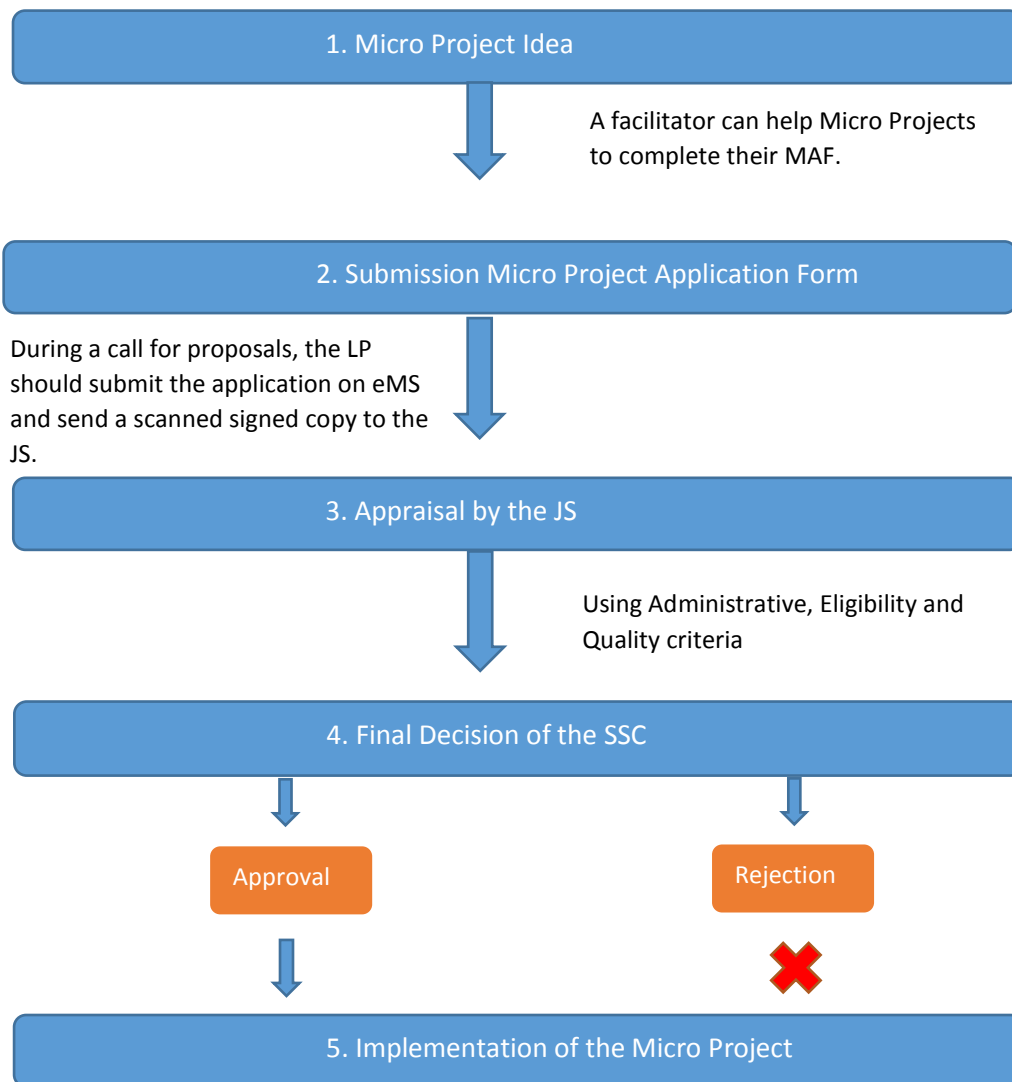 1. Micro Project Idea
A facilitator can help Micro Projects
to complete their MAF.
2. Submission Micro Project Application Form
During a call for proposals, the LP
should submit the application on eMS
and send a scanned signed copy to the
JS.
3. Appraisal by the JS
Using Administrative, Eligibility and
Quality criteria
4. Final Decision of the SSC
Approval
Rejection
5. Implementation of the Micro Project